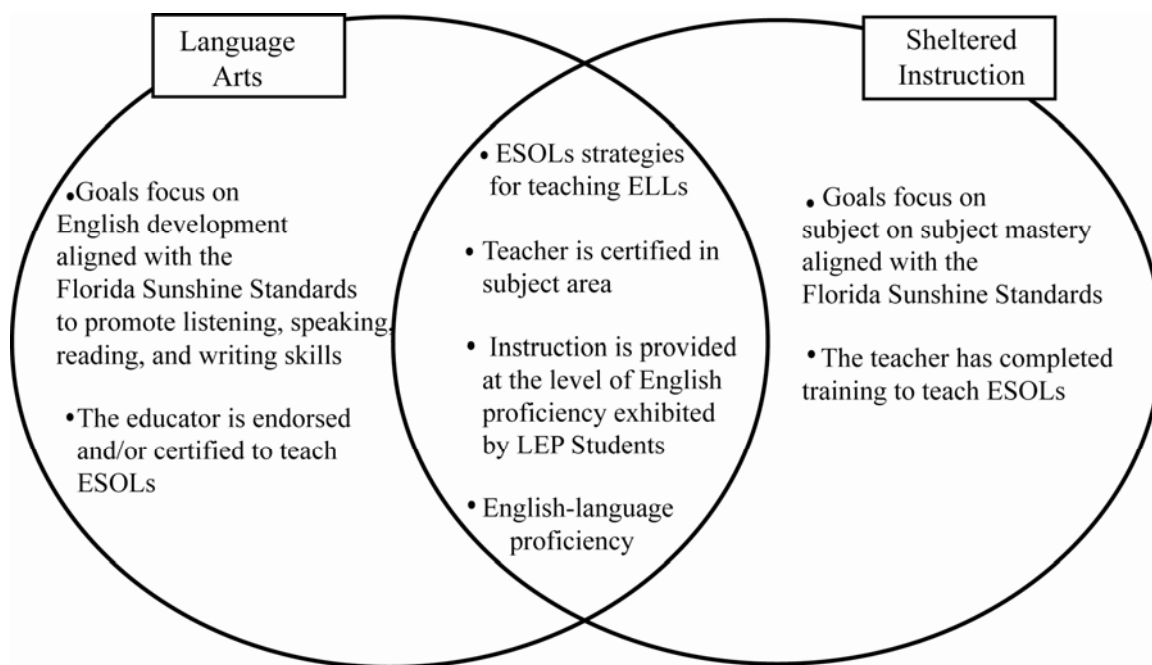 Language
Arts
Sheltered
Instruction
•Goals focus on
English development
aligned with the
Florida Sunshine Standards
to promote listening, speaking,
reading, and writing skills
•The educator is endorsed
and/or certified to teach
ESOLs
• ESOLs strategies
for teaching ELLs
• Teacher is certified in
subject area
• Instruction is provided
at the level of English
proficiency exhibited
by LEP Students
• English-language
proficiency
• Goals focus on
subject on subject mastery
aligned with the
Florida Sunshine Standards
• The teacher has completed
training to teach ESOLs